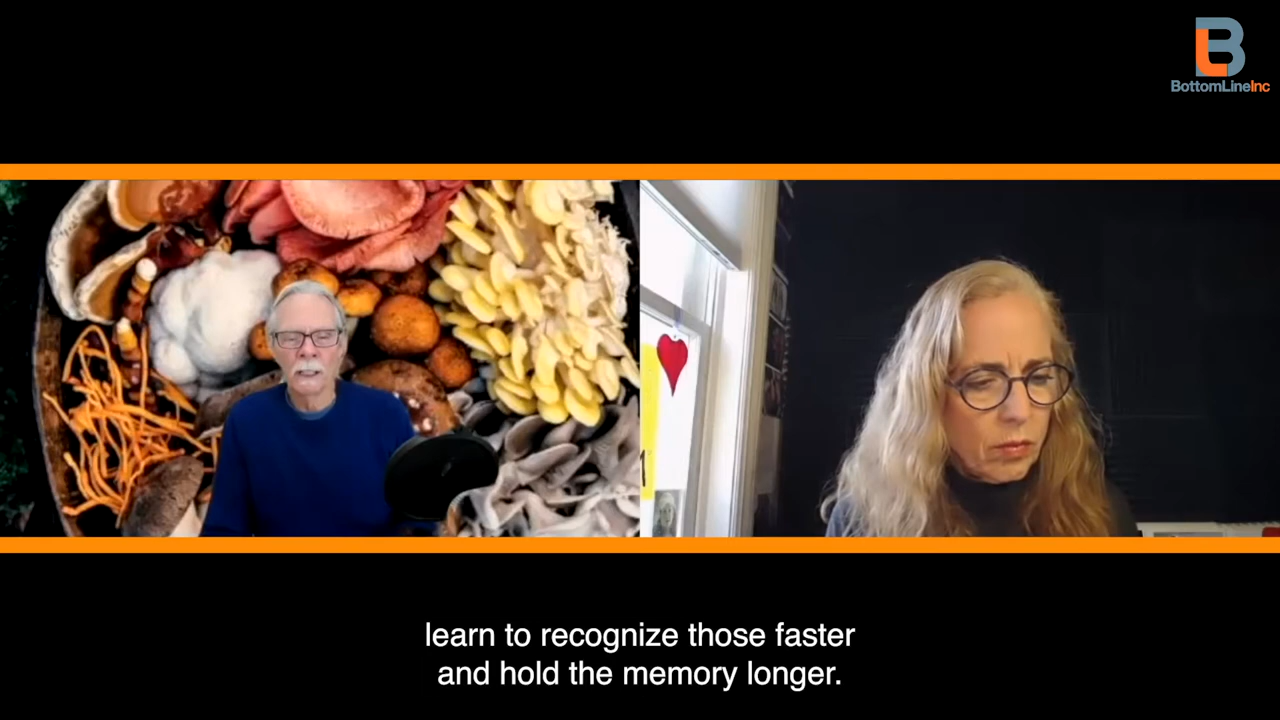 BottomLineInc
learn to recognize those faster
and hold the memory longer.